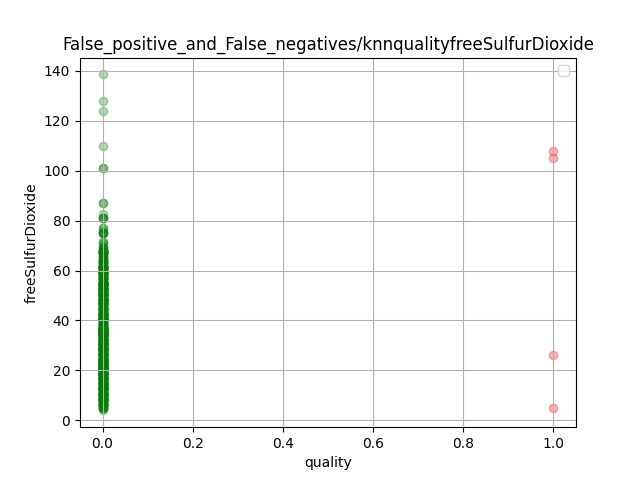 False_positive_and_False_negatives/knnqualityfreeSulfurDioxide
140
120
100
80
60
40
20
0
freeSulfurDioxide
0.0 0.2 0.4 0.6 0.8 1.0
quality